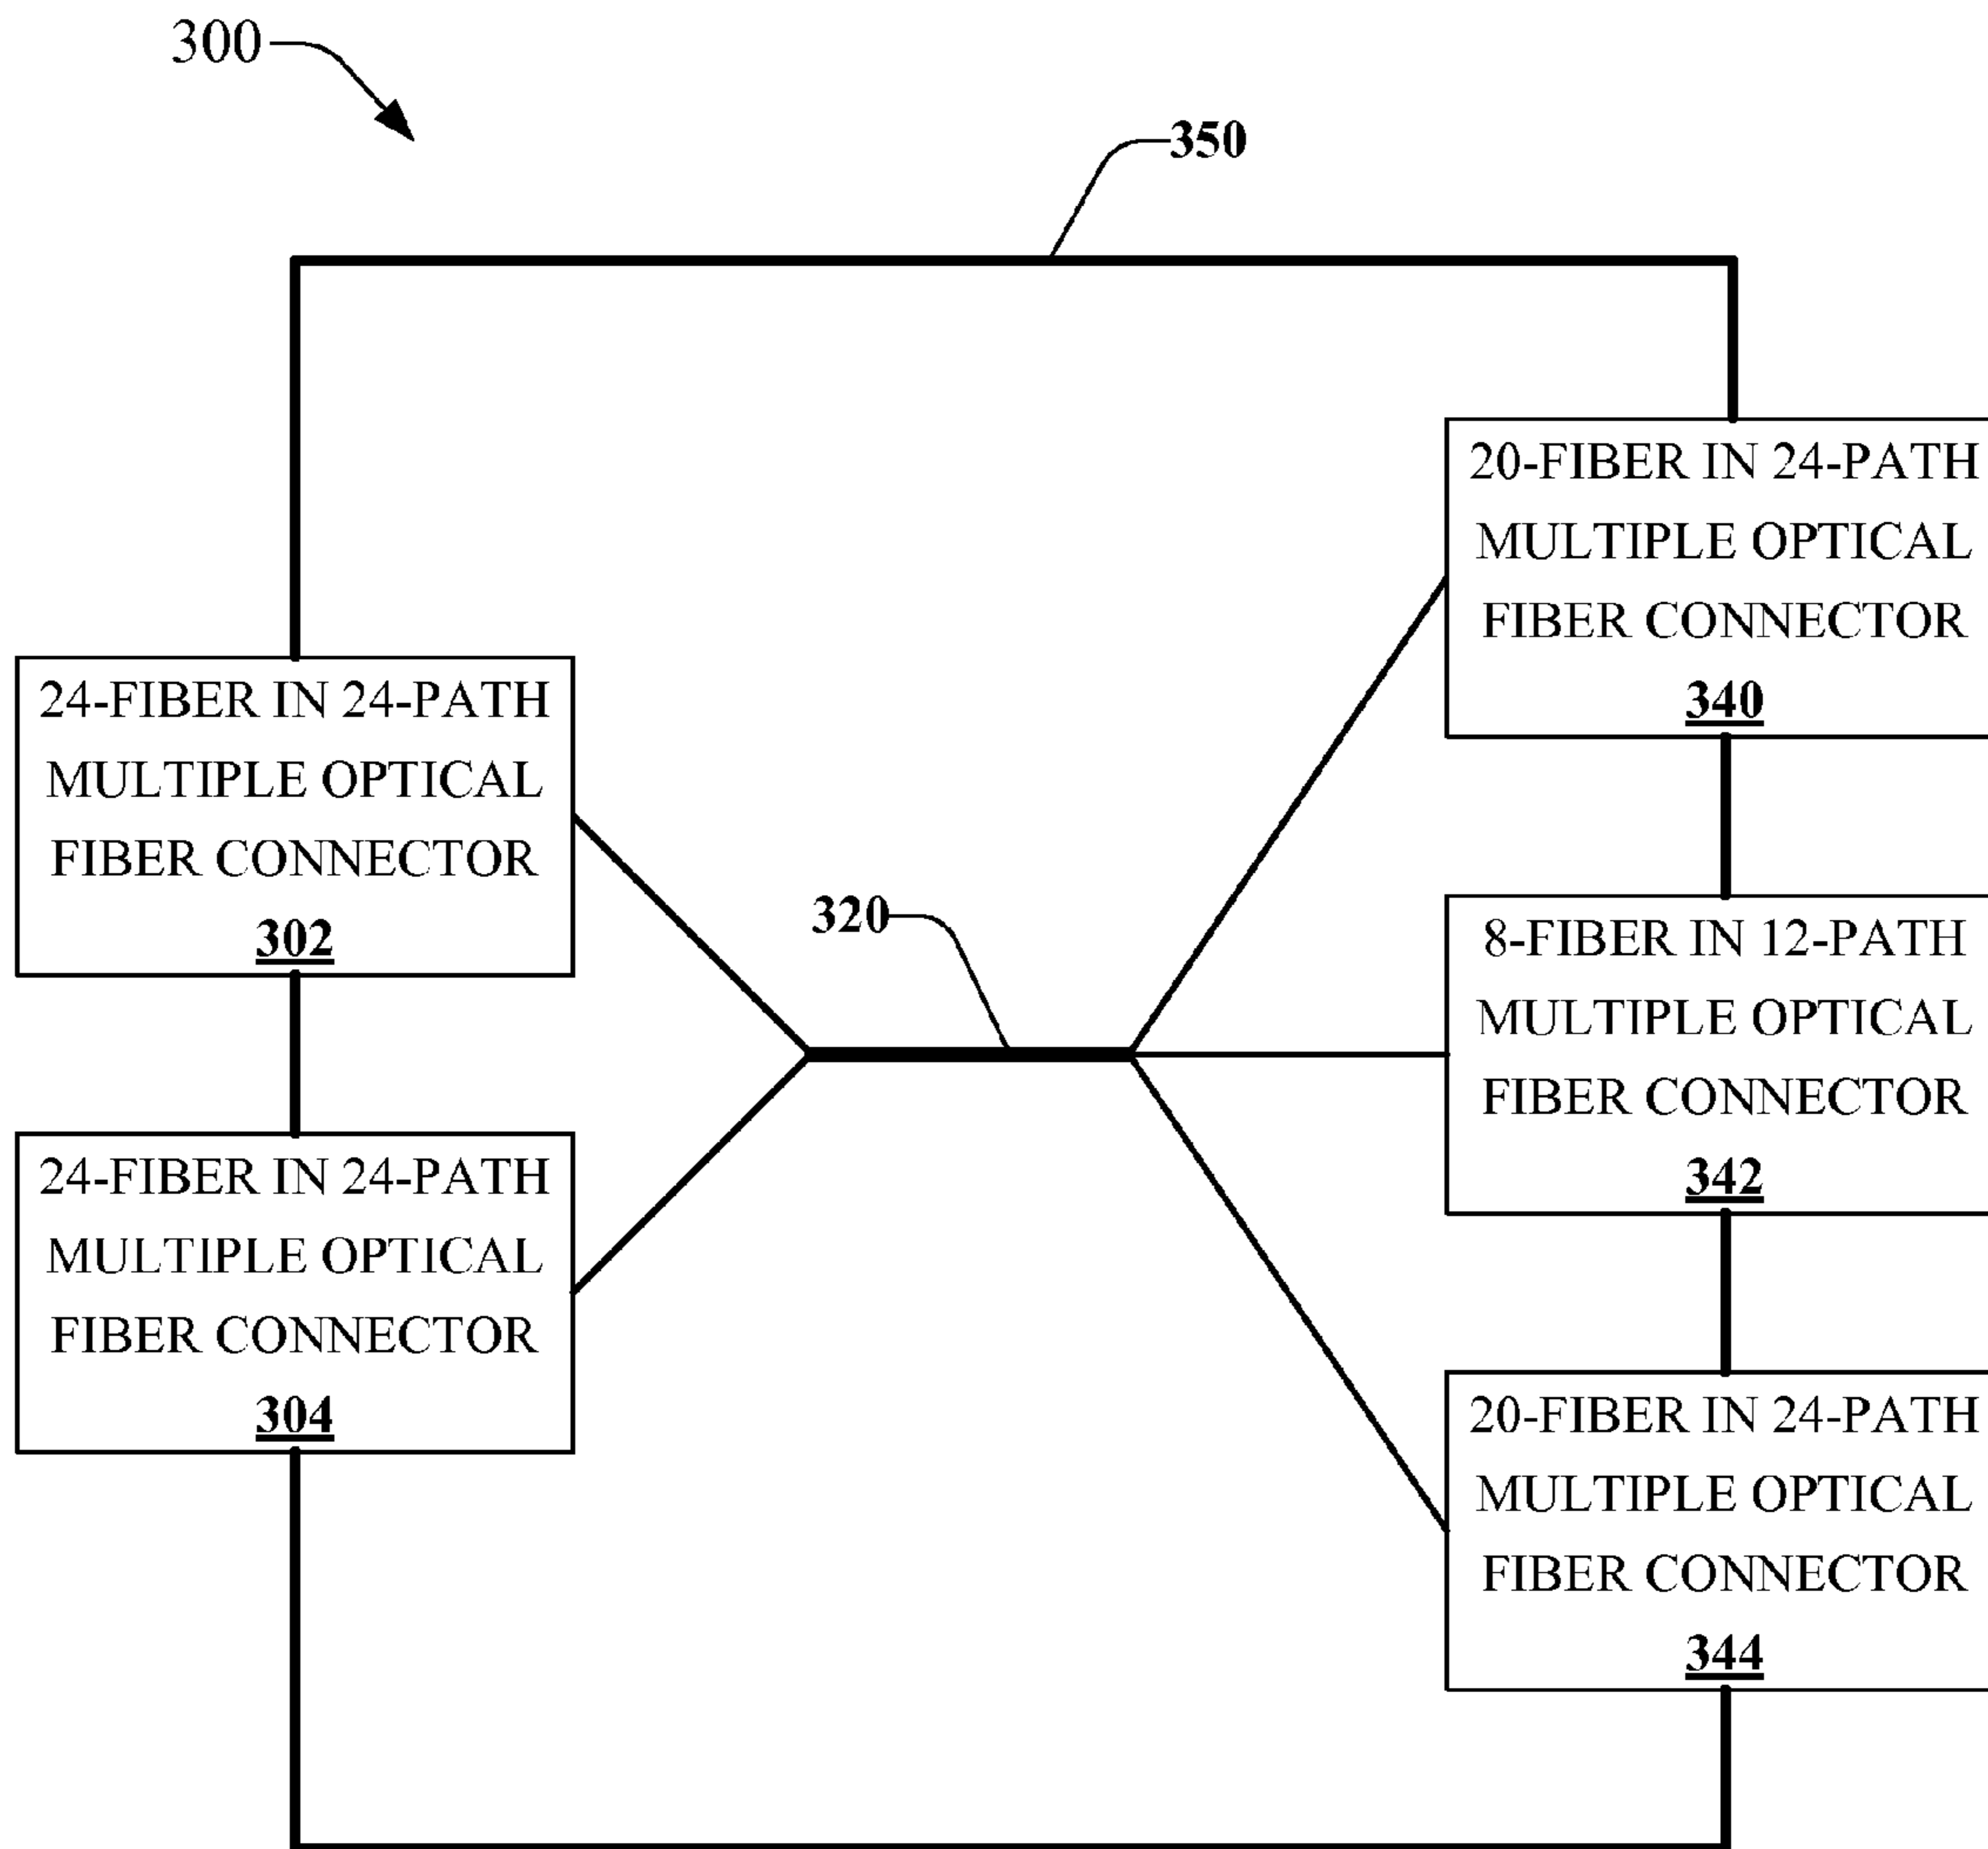 300
350
20-FIBER IN 24-PATH
MULTIPLE OPTICAL
FIBER CONNECTOR
340
24-FIBER IN 24-PATH
MULTIPLE OPTICAL
FIBER CONNECTOR
302
320
8-FIBER IN 12-PATH
MULTIPLE OPTICAL
FIBER CONNECTOR
342
24-FIBER IN 24-PATH
MULTIPLE OPTICAL
FIBER CONNECTOR
304
20-FIBER IN 24-PATH
MULTIPLE OPTICAL
FIBER CONNECTOR
344